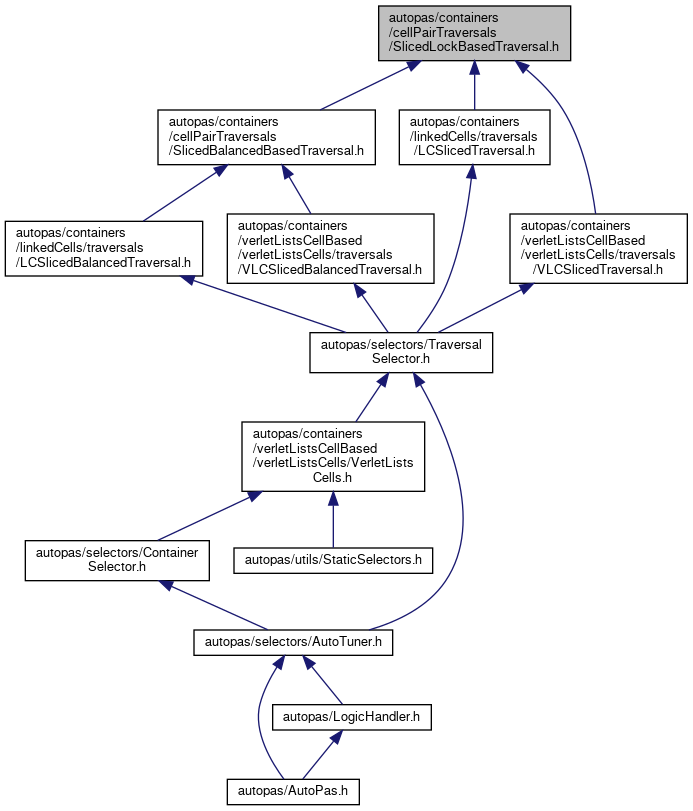 autopas/containers
/cellPairTraversals
/SlicedLockBasedTraversal.h
autopas/containers
/cellPairTraversals
/SlicedBalancedBasedTraversal.h
autopas/containers
/linkedCells/traversals
/LCSlicedTraversal.h
autopas/containers
/linkedCells/traversals
/LCSlicedBalancedTraversal.h
autopas/containers
/verletListsCellBased
/verletListsCells/traversals
/VLCSlicedBalancedTraversal.h
autopas/containers
/verletListsCellBased
/verletListsCells/traversals
/VLCSlicedTraversal.h
autopas/selectors/Traversal
Selector.h
autopas/containers
/verletListsCellBased
/verletListsCells/VerletLists
Cells.h
autopas/selectors/Container
Selector.h
autopas/utils/StaticSelectors.h
autopas/selectors/AutoTuner.h
autopas/LogicHandler.h
autopas/AutoPas.h